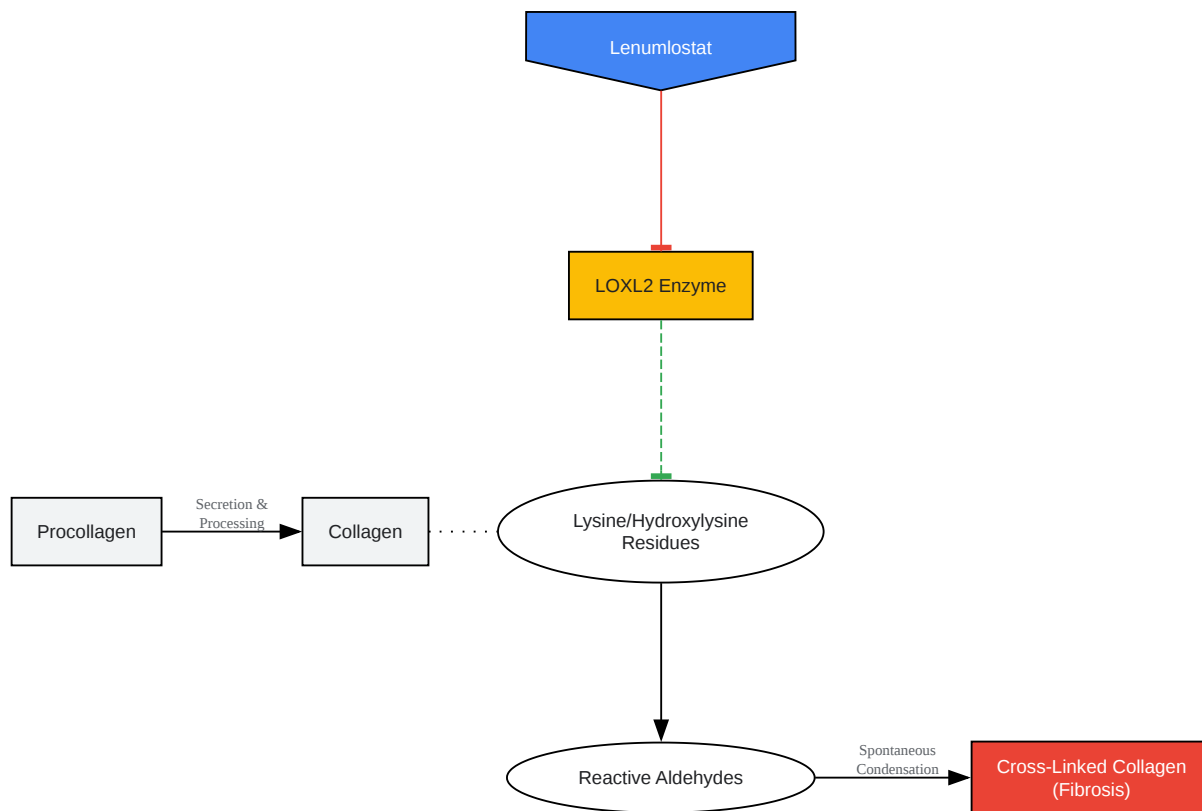 Lenumlostat
LOXL2 Enzyme
Secretion &
Processing
Procollagen
Collagen
Lysine/Hydroxylysine
Residues
Spontaneous
Condensation
Reactive Aldehydes
Cross-Linked Collagen
(Fibrosis)